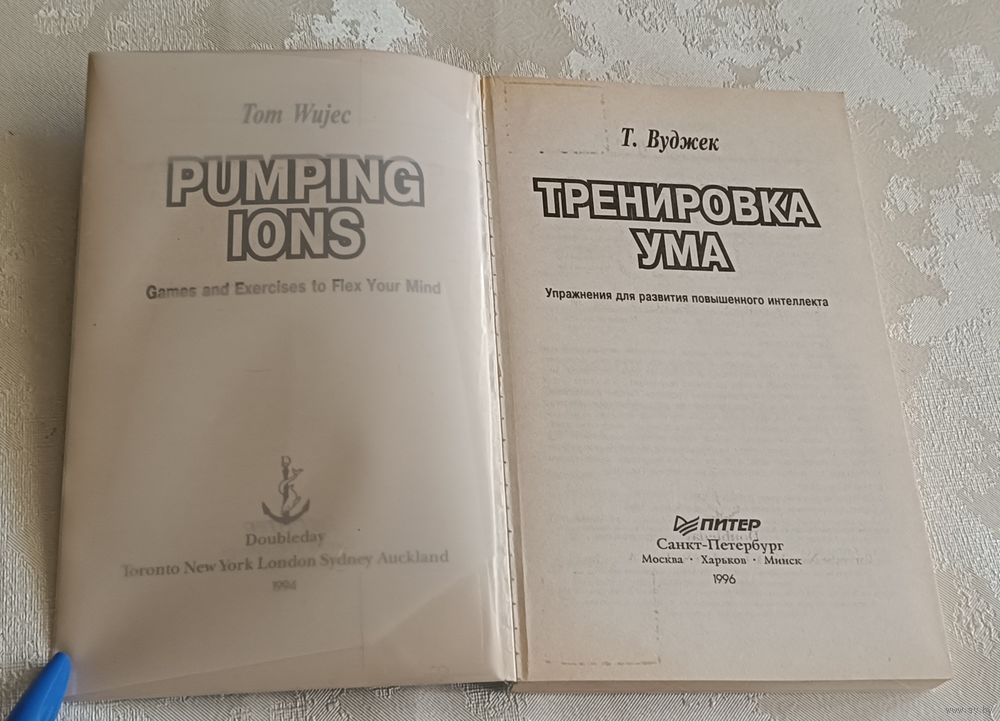 Tom Wujec
PUMPING
IONS
Games and Exercises to Flex Your Mind
Doubleday
Toronto New York London Sydney Auckland
1994
Т. Вуджек
ТРЕНИРОВКА
УМА
Упражнения для развития повышенного интеллекта
ПИТЕР
Санкт-Петербург
Москва · Харьков · Минск
1996